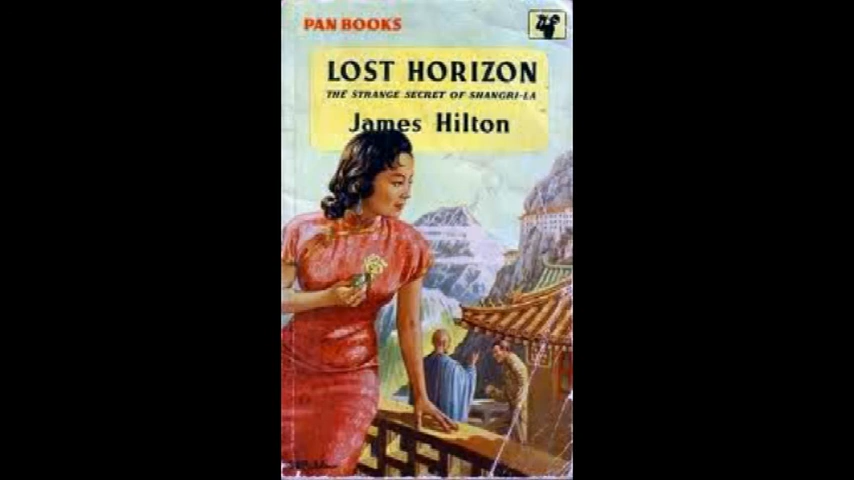 PAN BOOKS
LOST HORIZON
THE STRANGE SECRET OF SHANGRI-LA
James Hilton